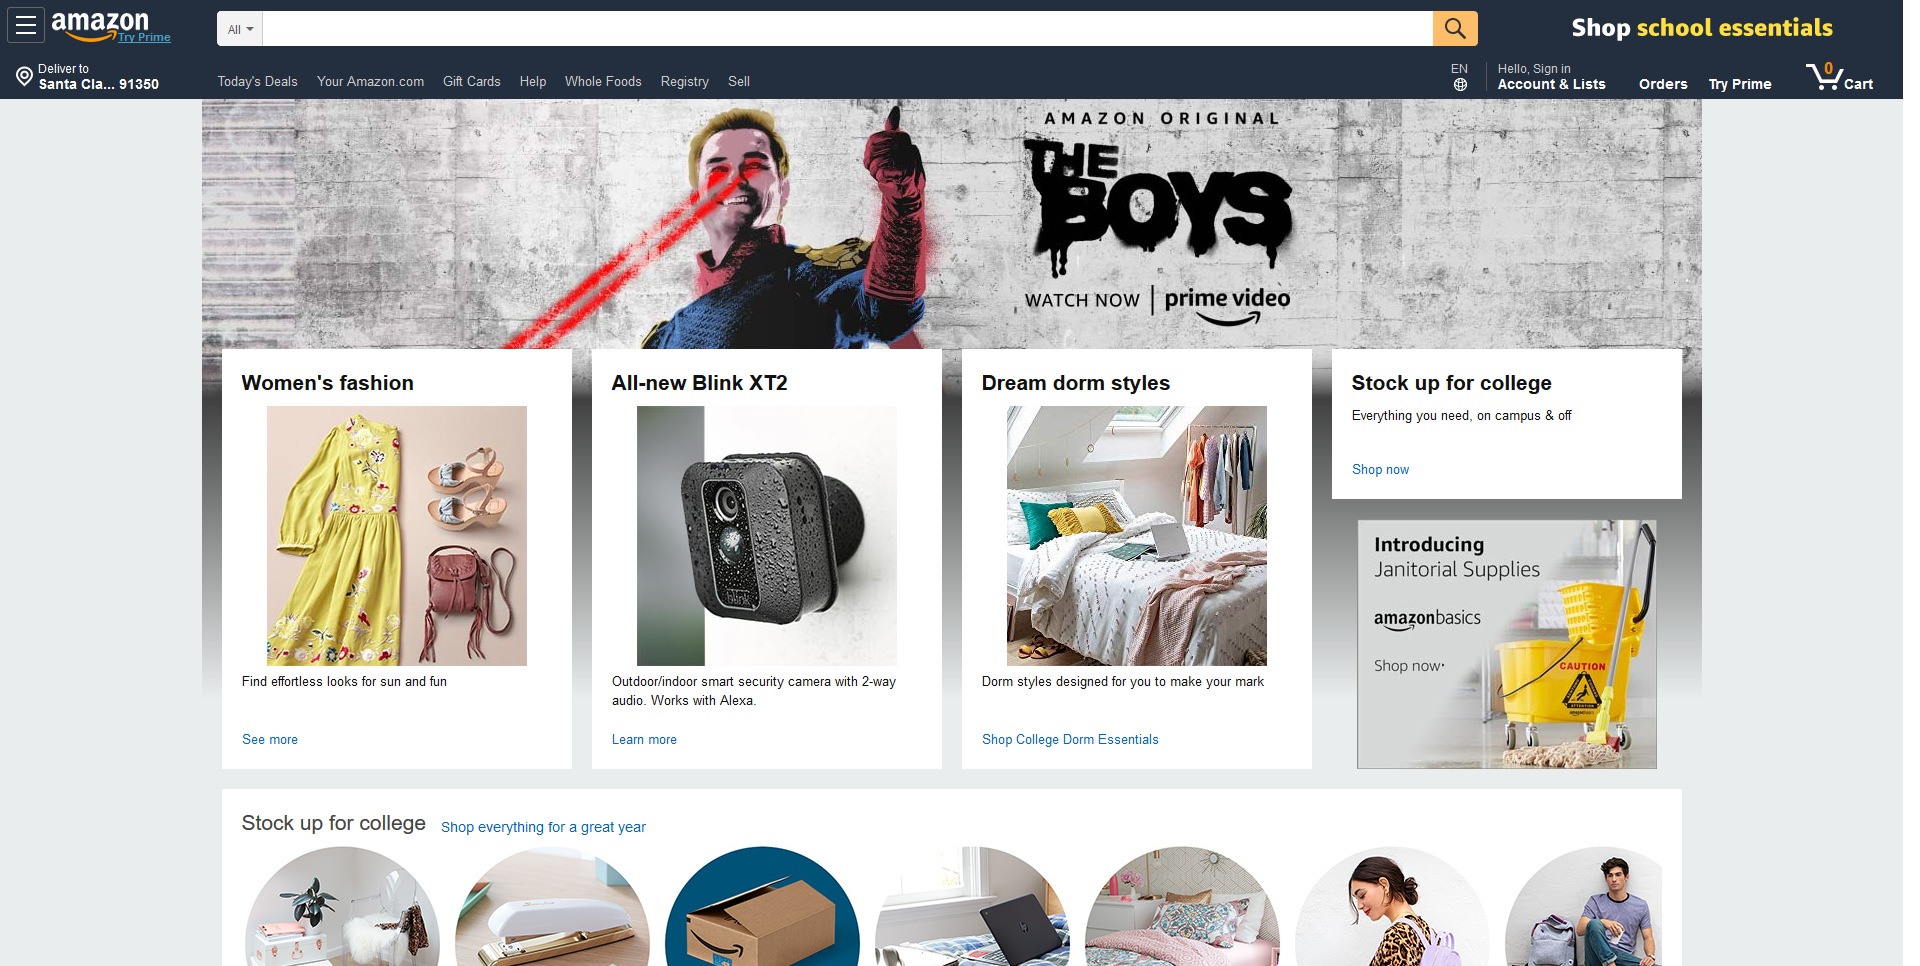 amazon
Try Prime
All
Shop school essentials
Deliver to
Santa Cla... 91350
Today's Deals
Your Amazon.com
Gift Cards
Help
Whole Foods
Registry
Sell
EN
Hello, Sign in
Account & Lists
Orders
Try Prime
0
Cart
AMAZON ORIGINAL
THE
BOYS
WATCH NOW | prime video
Women's fashion
Find effortless looks for sun and fun
See more
All-new Blink XT2
blink
Outdoor/indoor smart security camera with 2-way
audio. Works with Alexa.
Learn more
Dream dorm styles
Dorm styles designed for you to make your mark
Shop College Dorm Essentials
Stock up for college
Everything you need, on campus & off
Shop now
Introducing
Janitorial Supplies
amazonbasics
Shop now
CAUTION
ATTENTION
amazonbasics
Stock up for college
Shop everything for a great year